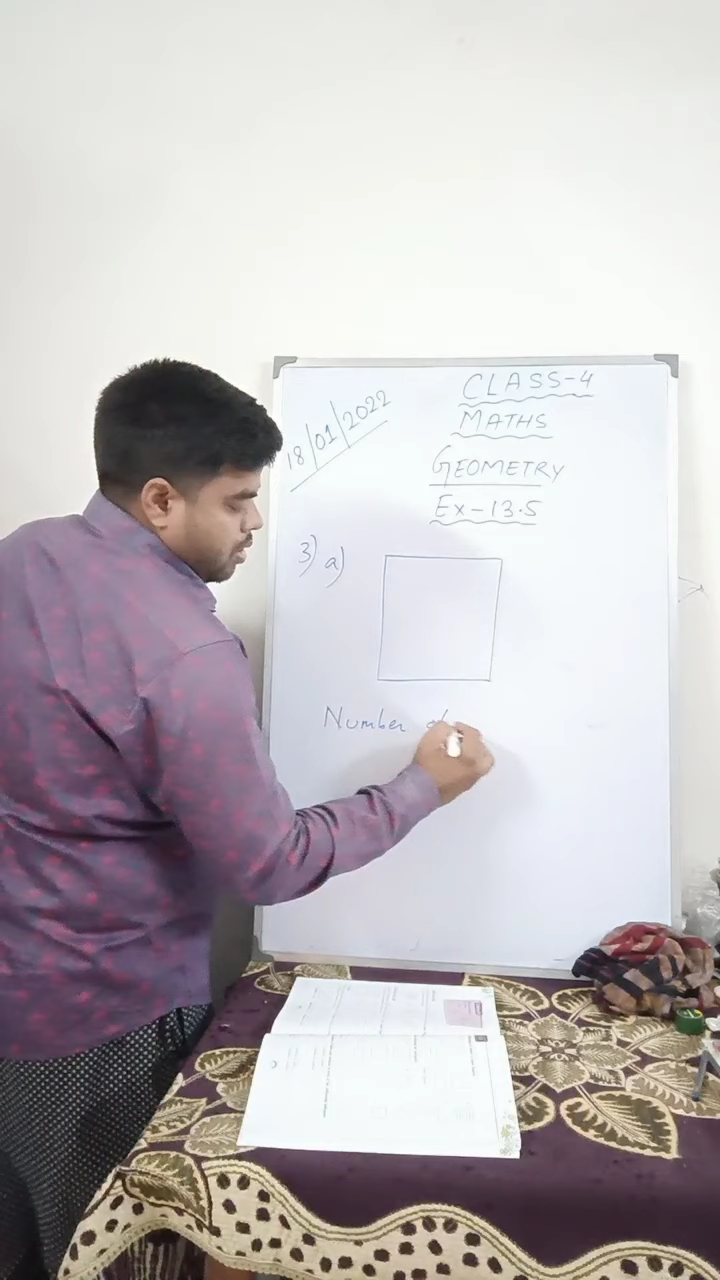 18/01/2022
CLASS-4
MATHS
GEOMETRY
Ex-13.5
3) a)
Number of